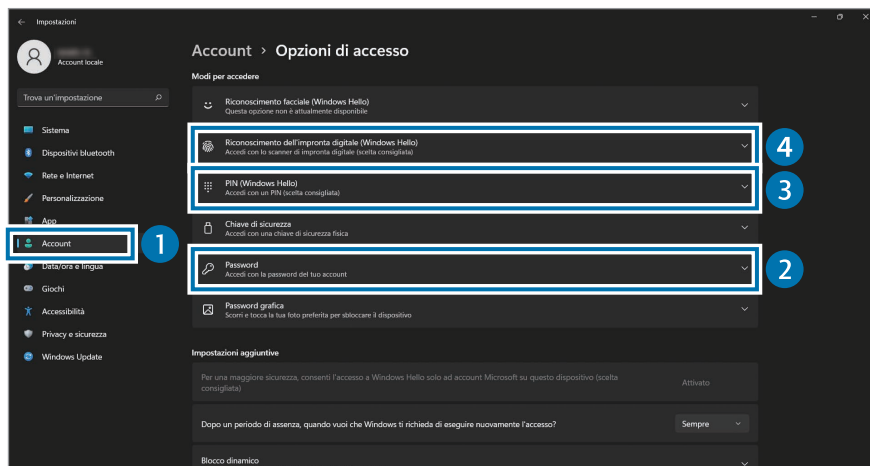 Impostazioni
Account locale
Trova un'impostazione
Sistema
Dispositivi bluetooth
Rete e Internet
Personalizzazione
App
Account
1
Data/ora e lingua
Giochi
Accessibilità
Privacy e sicurezza
Windows Update
Account > Opzioni di accesso
Modi per accedere
Riconoscimento facciale (Windows Hello)
Questa opzione non è attualmente disponibile
Riconoscimento dell'impronta digitale (Windows Hello)
Accedi con lo scanner di impronta digitale (scelta consigliata)
4
PIN (Windows Hello)
Accedi con un PIN (scelta consigliata)
3
Chiave di sicurezza
Accedi con una chiave di sicurezza fisica
Password
Accedi con la password del tuo account
2
Password grafica
Scorri e tocca la tua foto preferita per sbloccare il dispositivo
Impostazioni aggiuntive
Per una maggiore sicurezza, consenti l'accesso a Windows Hello solo ad account Microsoft su questo dispositivo (scelta
consigliata)
Attivato
Dopo un periodo di assenza, quando vuoi che Windows ti richieda di eseguire nuovamente l'accesso?
Sempre
Blocco dinamico